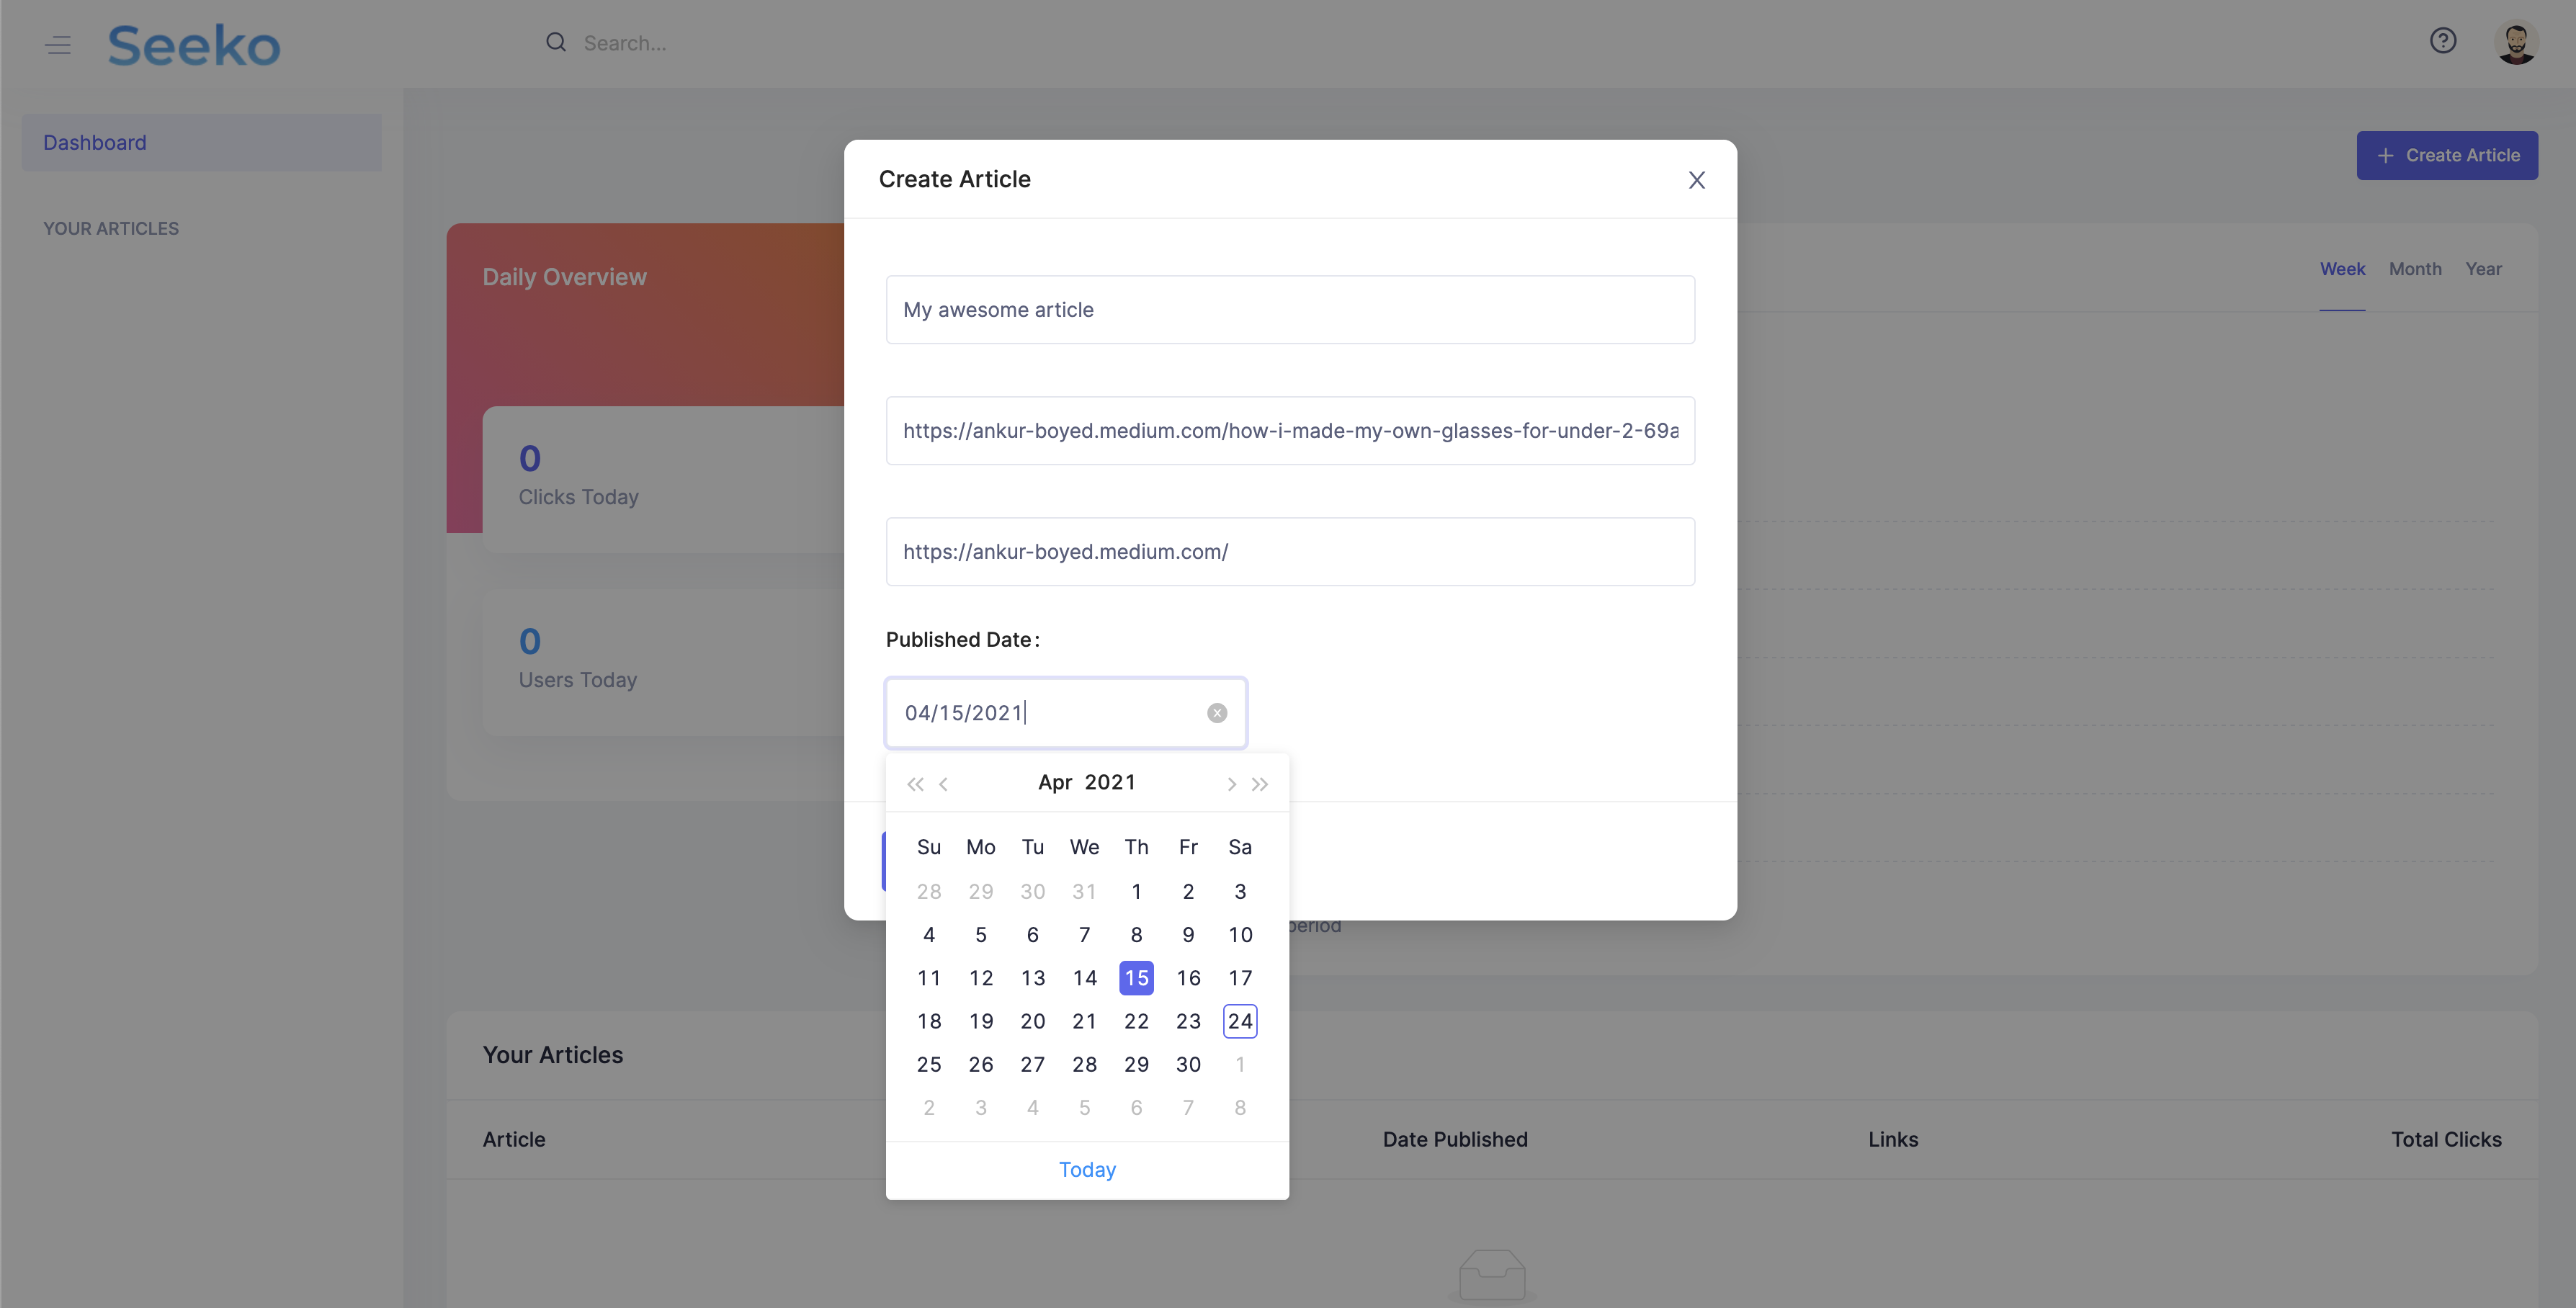 Seeko
Search...
Dashboard
+ Create Article
YOUR ARTICLES
Daily Overview
Week Month Year
0
Clicks Today
0
Users Today
Create Article
X
My awesome article
https://ankur-boyed.medium.com/how-i-made-my-own-glasses-for-under-2-69a
https://ankur-boyed.medium.com/
Published Date:
04/15/2021
Apr 2021
Su Mo Tu We Th Fr Sa
28 29 30 31 1 2 3
4 5 6 7 8 9 10
11 12 13 14 15 16 17
18 19 20 21 22 23 24
25 26 27 28 29 30 1
2 3 4 5 6 7 8
Today
period
Your Articles
Article Date Published Links Total Clicks